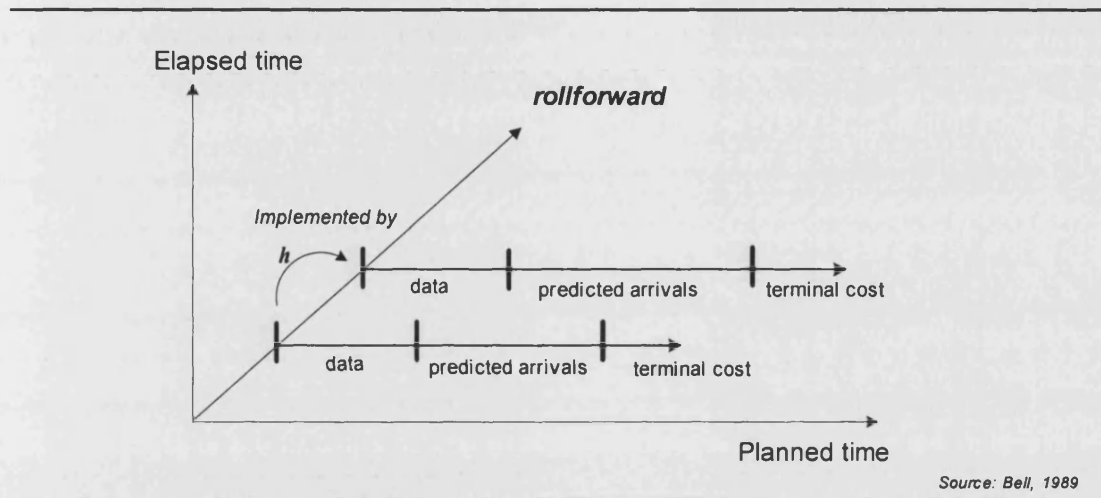 Elapsed time
rollforward
Implemented by
h
data
predicted arrivals
terminal cost
data
predicted arrivals
terminal cost
Planned time
Source: Bell, 1989